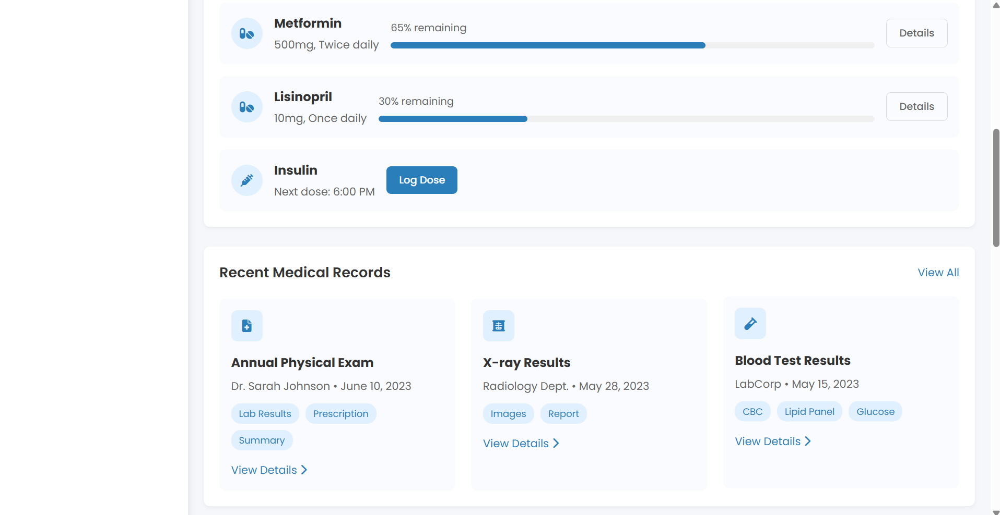 Metformin
500mg, Twice daily
65% remaining
Details
Lisinopril
10mg, Once daily
30% remaining
Details
Insulin
Next dose: 6:00 PM
Log Dose
Recent Medical Records
View All
Annual Physical Exam
Dr. Sarah Johnson • June 10, 2023
Lab Results
Prescription
Summary
View Details
X-ray Results
Radiology Dept. • May 28, 2023
Images
Report
View Details
Blood Test Results
LabCorp • May 15, 2023
CBC
Lipid Panel
Glucose
View Details